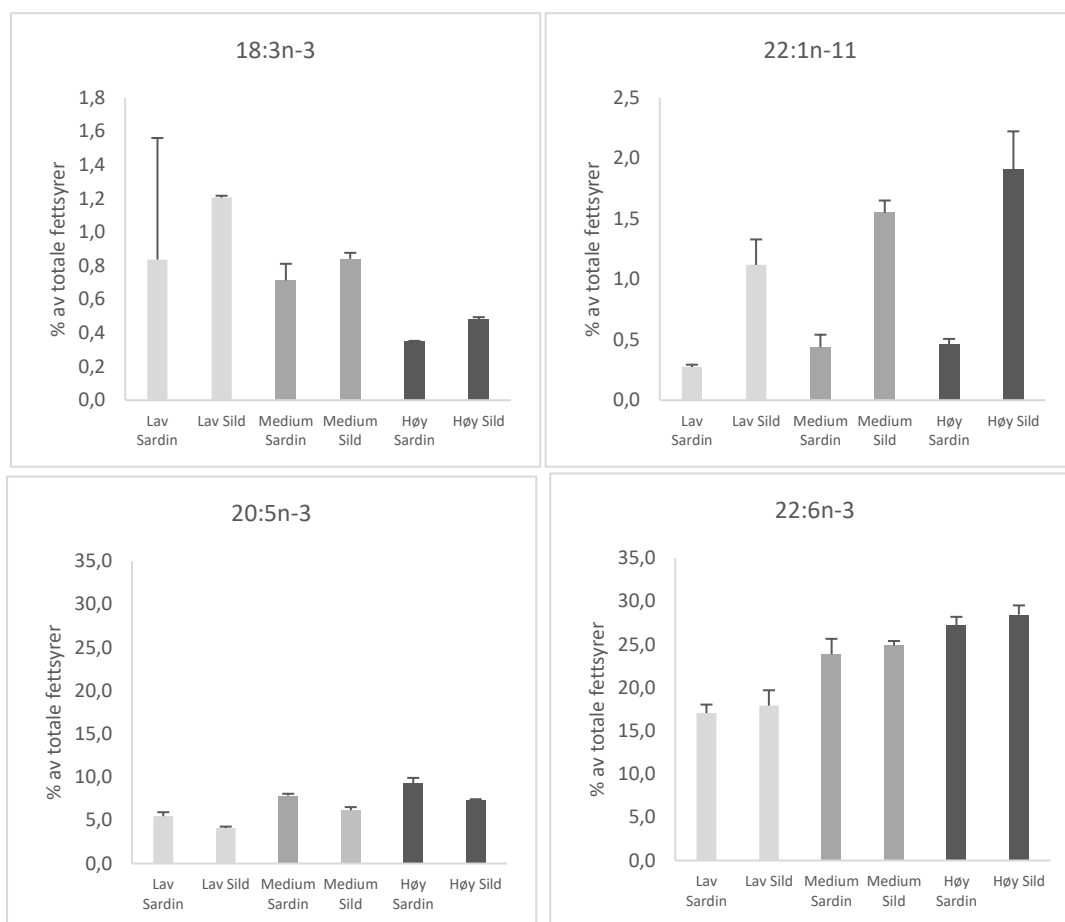 18:3n-3
% av totale fettsyrer
1,8
1,6
1,4
1,2
1,0
0,8
0,6
0,4
0,2
0,0
Lav Lav Sild Medium Medium Høy Høy Sild
Sardin Sardin Sild Sardin
22:1n-11
% av totale fettsyrer
2,5
2,0
1,5
1,0
0,5
0,0
Lav Lav Sild Medium Medium Høy Høy Sild
Sardin Sardin Sild Sardin
20:5n-3
% av totale fettsyrer
35,0
30,0
25,0
20,0
15,0
10,0
5,0
0,0
Lav Lav Sild Medium Medium Høy Høy Sild
Sardin Sardin Sild Sardin
22:6n-3
% av totale fettsyrer
35,0
30,0
25,0
20,0
15,0
10,0
5,0
0,0
Lav Lav Sild Medium Medium Høy Høy Sild
Sardin Sardin Sild Sardin